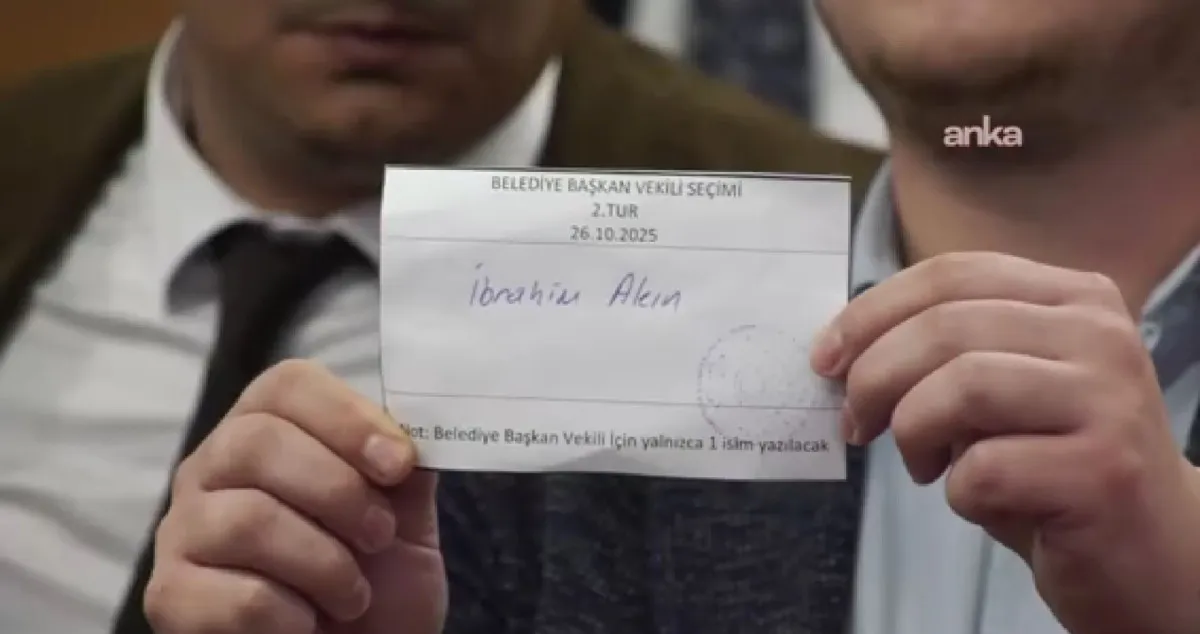 anka
BELEDİYE BAŞKAN VEKİLİ SEÇİMİ
2.TUR
26.10.2025
İbrahim Akın
Not: Belediye Başkan Vekili İçin yalnızca 1 isim yazılacak